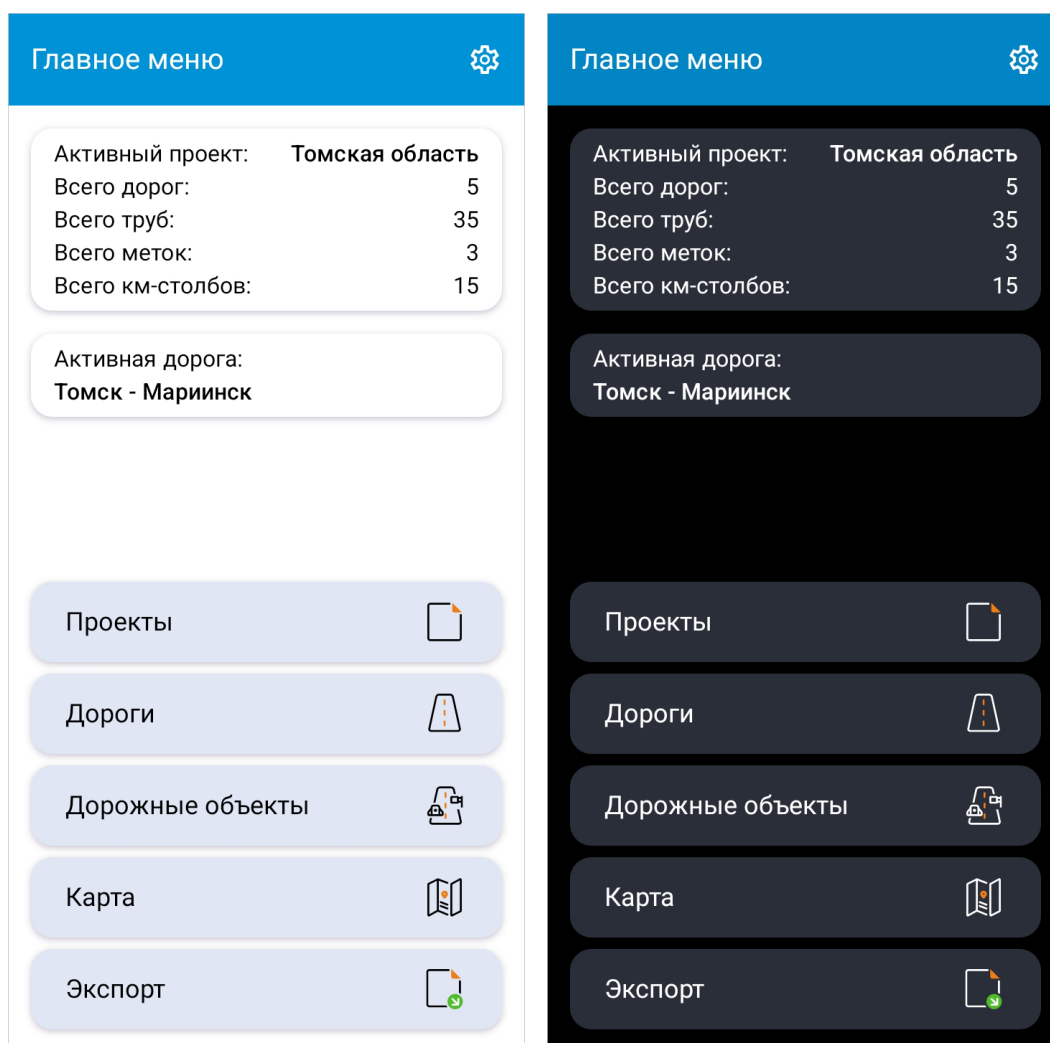 Главное меню
Активный проект: Томская область
Всего дорог: 5
Всего труб: 35
Всего меток: 3
Всего км-столбов: 15
Активная дорога:
Томск - Мариинск
Проекты
Дороги
Дорожные объекты
Карта
Экспорт
Главное меню
Активный проект: Томская область
Всего дорог: 5
Всего труб: 35
Всего меток: 3
Всего км-столбов: 15
Активная дорога:
Томск - Мариинск
Проекты
Дороги
Дорожные объекты
Карта
Экспорт